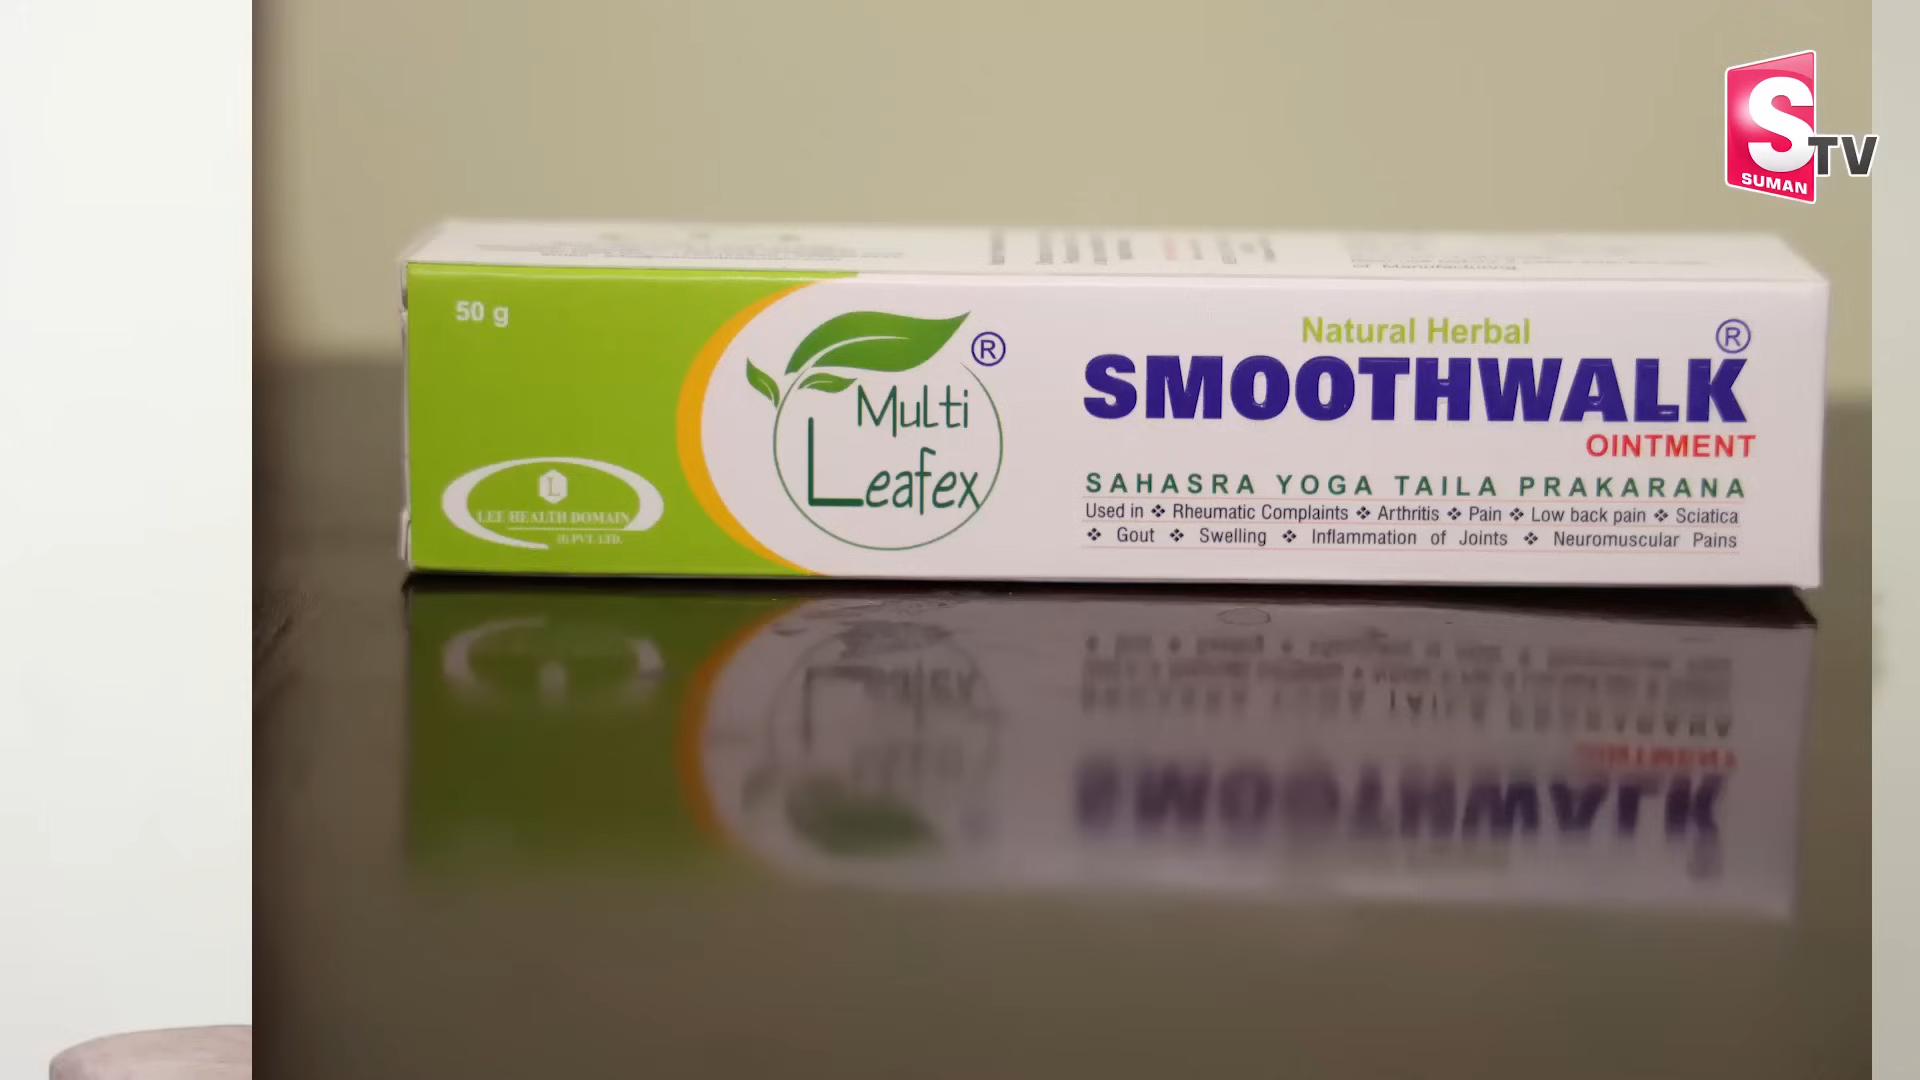 S
TV
SUMAN
50 g
Multi
Leafex
®
Natural Herbal
SMOOTHWALK®
OINTMENT
SAHASRA YOGA TAILA PRAKARANA
Used in ❖ Rheumatic Complaints ❖ Arthritis ❖ Pain ❖ Low back pain ❖ Sciatica
❖ Gout ❖ Swelling ❖ Inflammation of Joints ❖ Neuromuscular Pains
L
LEE HEALTH DOMAIN
(I) PVT. LTD.